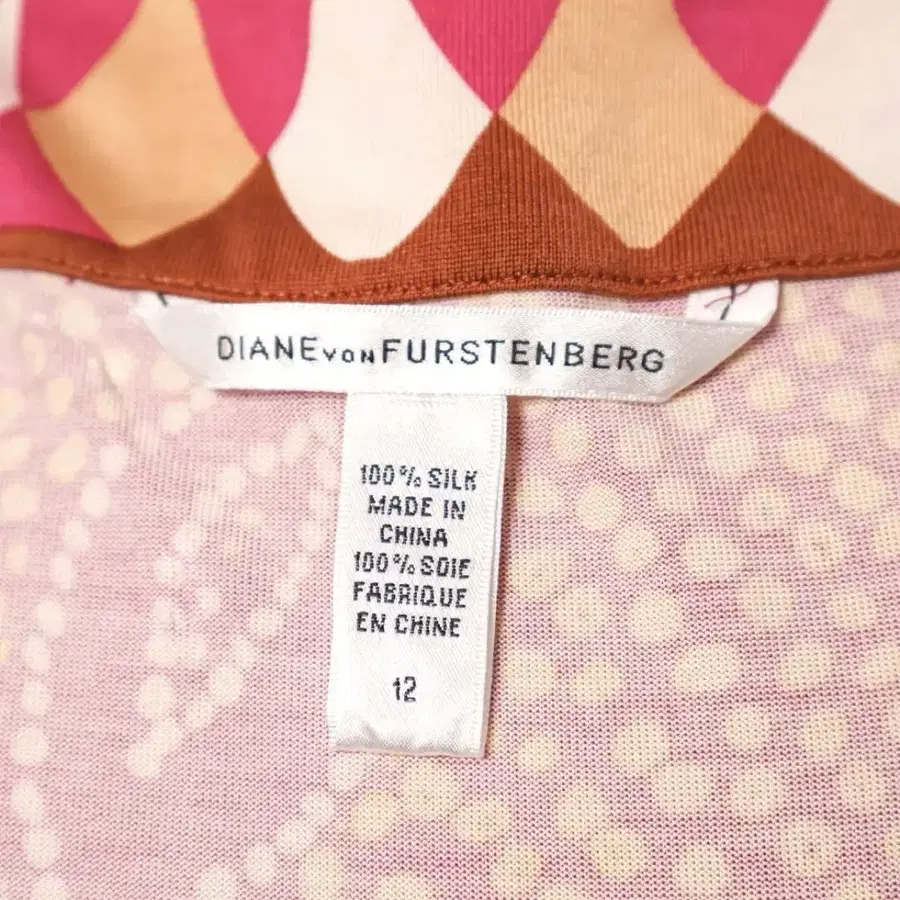 DIANE VON FURSTENBERG
100% SILK
MADE IN
CHINA
100% SOIE
FABRIQUE
EN CHINE
12